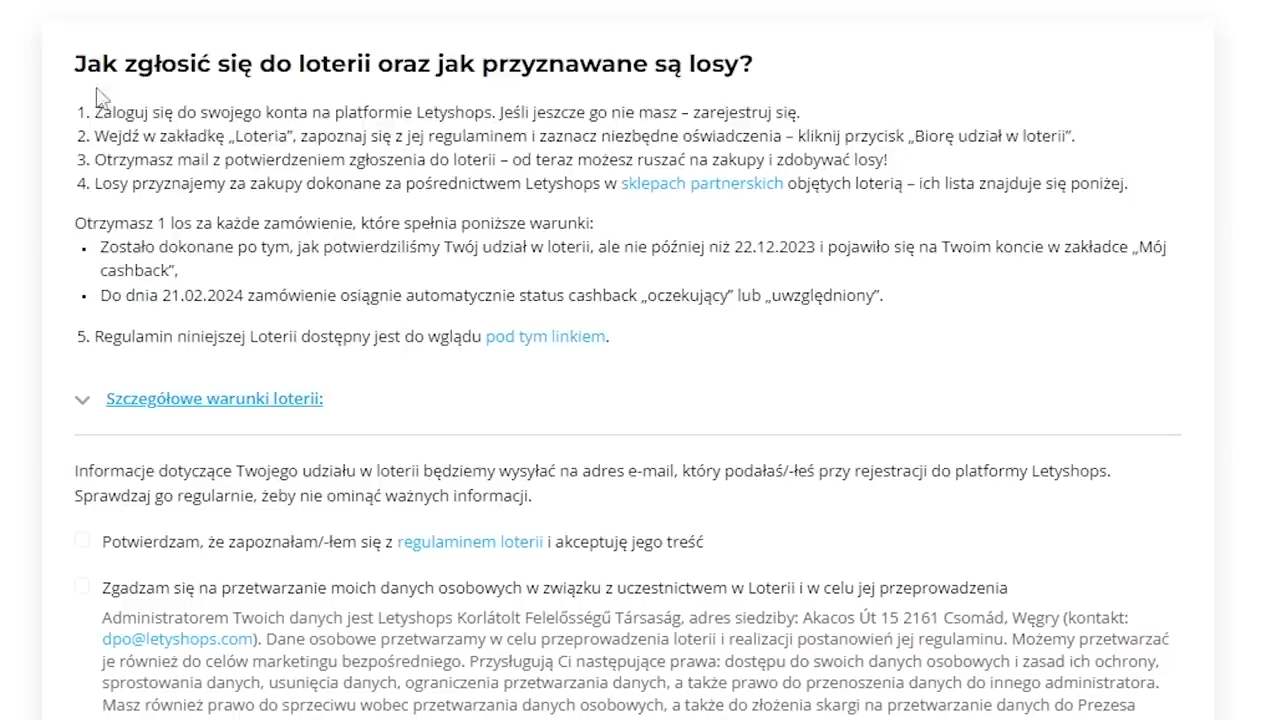 Jak zgłosić się do loterii oraz jak przyznawane są losy?
1. Zaloguj się do swojego konta na platformie Letyshops. Jeśli jeszcze go nie masz – zarejestruj się.
2. Wejdź w zakładkę „Loteria”, zapoznaj się z jej regulaminem i zaznacz niezbędne oświadczenia – kliknij przycisk „Biorę udział w loterii”.
3. Otrzymasz mail z potwierdzeniem zgłoszenia do loterii – od teraz możesz ruszać na zakupy i zdobywać losy!
4. Losy przyznajemy za zakupy dokonane za pośrednictwem Letyshops w sklepach partnerskich objętych loterią – ich lista znajduje się poniżej.
Otrzymasz 1 los za każde zamówienie, które spełnia poniższe warunki:
• Zostało dokonane po tym, jak potwierdziliśmy Twój udział w loterii, ale nie później niż 22.12.2023 i pojawiło się na Twoim koncie w zakładce „Mój
cashback”,
• Do dnia 21.02.2024 zamówienie osiągnie automatycznie status cashback „oczekujący” lub „uwzględniony”.
5. Regulamin niniejszej Loterii dostępny jest do wglądu pod tym linkiem.
Szczegółowe warunki loterii:
Informacje dotyczące Twojego udziału w loterii będziemy wysyłać na adres e-mail, który podałaś/-łeś przy rejestracji do platformy Letyshops.
Sprawdzaj go regularnie, żeby nie ominąć ważnych informacji.
Potwierdzam, że zapoznałam/-łem się z regulaminem loterii i akceptuję jego treść
Zgadzam się na przetwarzanie moich danych osobowych w związku z uczestnictwem w Loterii i w celu jej przeprowadzenia
Administratorem Twoich danych jest Letyshops Korlátolt Felelősségű Társaság, adres siedziby: Akacos Út 15 2161 Csomád, Węgry (kontakt:
dpo@letyshops.com). Dane osobowe przetwarzamy w celu przeprowadzenia loterii i realizacji postanowień jej regulaminu. Możemy przetwarzać
je również do celów marketingu bezpośredniego. Przysługują Ci następujące prawa: dostępu do swoich danych osobowych i zasad ich ochrony,
sprostowania danych, usunięcia danych, ograniczenia przetwarzania danych, a także prawo do przenoszenia danych do innego administratora.
Masz również prawo do sprzeciwu wobec przetwarzania danych osobowych, a także do złożenia skargi na przetwarzanie danych do Prezesa